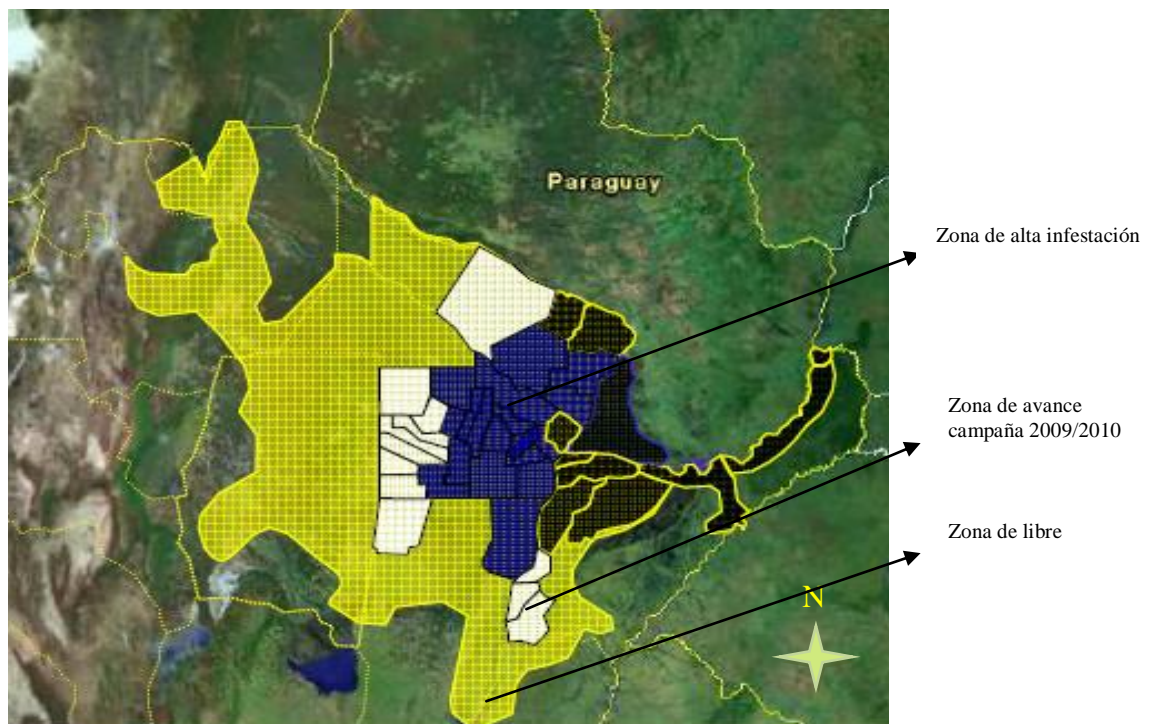 Paraguay
Zona de alta infestación
Zona de avance
campaña 2009/2010
Zona de libre
N